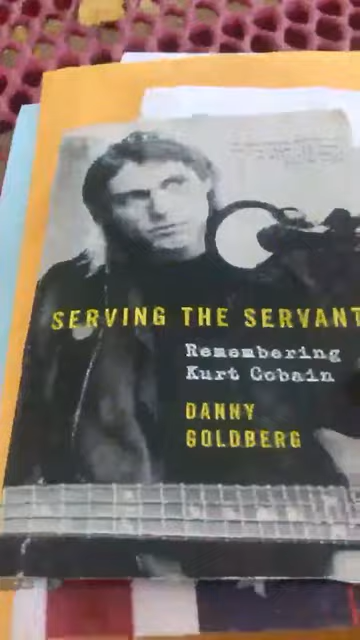 SERVING THE SERVANT
Remembering
Kurt Cobain
DANNY
GOLDBERG